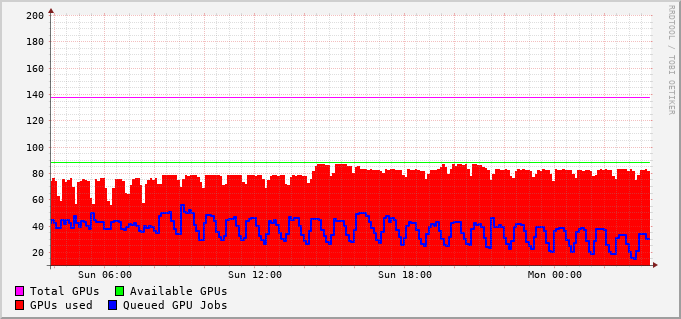 200
180
160
140
120
100
80
60
40
20
Sun 06:00 Sun 12:00 Sun 18:00 Mon 00:00
Total GPUs Available GPUs
GPUs used Queued GPU Jobs
RRDTOOL / TOBI OETIKER